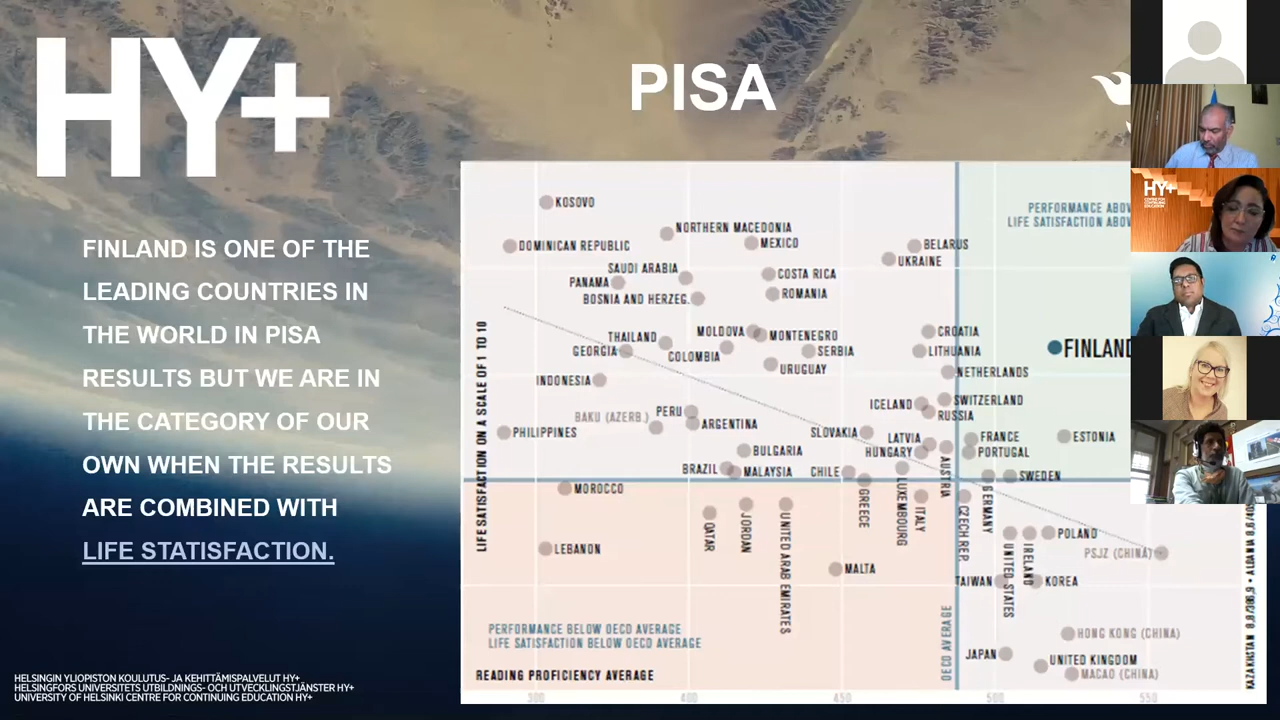 HY+
PISA
FINLAND IS ONE OF THE
LEADING COUNTRIES IN
THE WORLD IN PISA
RESULTS BUT WE ARE IN
THE CATEGORY OF OUR
OWN WHEN THE RESULTS
ARE COMBINED WITH
LIFE STATISFACTION.
HELSINGIN YLIOPISTON KOULUTUS- JA KEHITTÄMISPALVELUT HY+
HELSINGFORS UNIVERSITETS UTBILDNINGS- OCH UTVECKLINGSTJÄNSTER HY+
UNIVERSITY OF HELSINKI CENTRE FOR CONTINUING EDUCATION HY+
LIFE SATISFACTION ON A SCALE OF 1 TO 10
PERFORMANCE ABOV
LIFE SATISFACTION ABOV
KOSOVO
NORTHERN MACEDONIA
DOMINICAN REPUBLIC
MEXICO
BELARUS
UKRAINE
SAUDI ARABIA
PANAMA
COSTA RICA
BOSNIA AND HERZEG.
ROMANIA
MOLDOVA
MONTENEGRO
CROATIA
THAILAND
GEORGIA
COLOMBIA
SERBIA
LITHUANIA
FINLAND
URUGUAY
NETHERLANDS
INDONESIA
ICELAND
SWITZERLAND
RUSSIA
BAKU (AZERB.)
PERU
ARGENTINA
PHILIPPINES
SLOVAKIA
LATVIA
FRANCE
ESTONIA
HUNGARY
PORTUGAL
BULGARIA
AUSTRIA
BRAZIL
MALAYSIA
CHILE
SWEDEN
MOROCCO
GREECE
LUXEMBOURG
ITALY
CZECH REP.
GERMANY
QATAR
JORDAN
UNITED ARAB EMIRATES
POLAND
LEBANON
UNITED STATES
IRELAND
PSJZ (CHINA)
MALTA
TAIWAN
KOREA
HONG KONG (CHINA)
JAPAN
UNITED KINGDOM
MACAO (CHINA)
OECD AVERAGE
PERFORMANCE BELOW OECD AVERAGE
LIFE SATISFACTION BELOW OECD AVERAGE
READING PROFICIENCY AVERAGE
300
400
450
500
550
HY+
CENTRE FOR
CONTINUING
EDUCATION